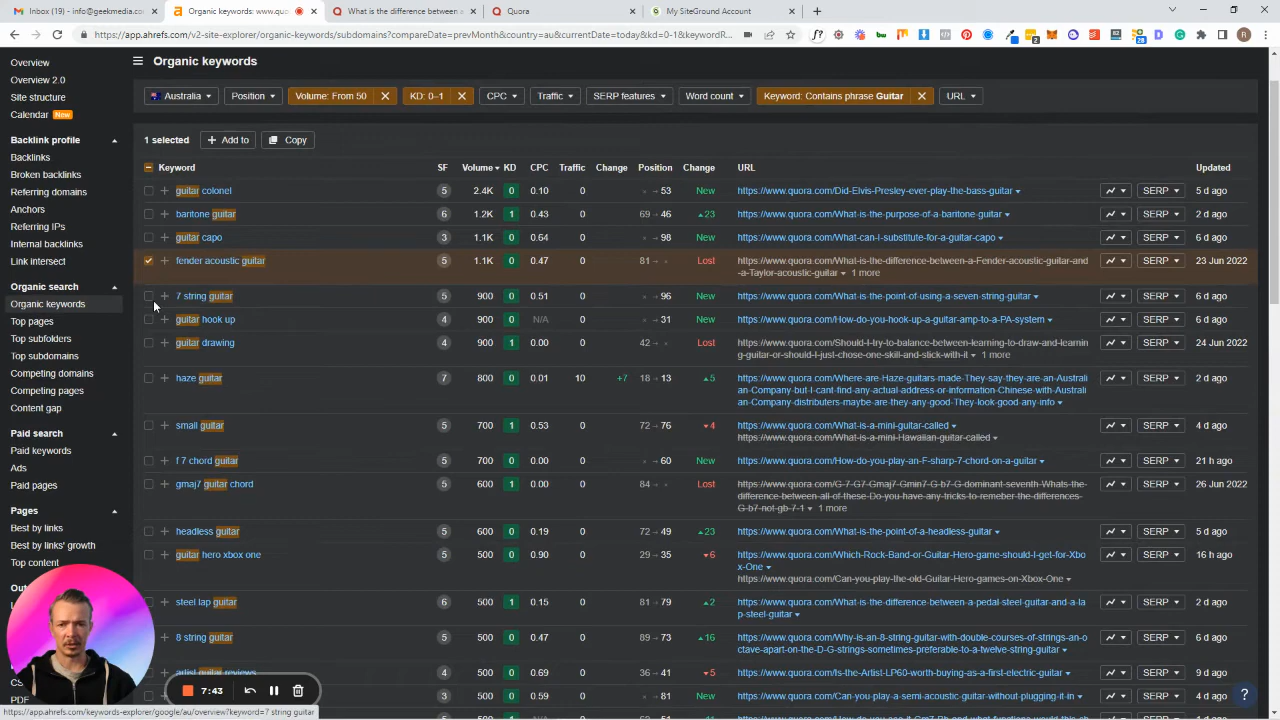 Inbox (19) - info@geekmedia.c
Organic keywords: www.quo
What is the difference between a
Quora
My SiteGround Account
https://app.ahrefs.com/v2-site-explorer/organic-keywords/subdomains?compareDate=prevMonth&country=au&currentDate=today&kd=0-1&keywordR
Overview
Overview 2.0
Site structure
Calendar New
Backlink profile
Backlinks
Broken backlinks
Referring domains
Anchors
Referring IPs
Internal backlinks
Link intersect
Organic search
Organic keywords
Top pages
Top subfolders
Top subdomains
Competing domains
Competing pages
Content gap
Paid search
Paid keywords
Ads
Paid pages
Pages
Best by links
Best by links' growth
Top content
Organic keywords
Australia Position Volume: From 50 KD: 0–1 CPC Traffic SERP features Word count Keyword: Contains phrase Guitar URL
1 selected + Add to Copy
Keyword SF Volume KD CPC Traffic Change Position Change URL Updated
guitar colonel 5 2.4K 0 0.10 0 → 53 New https://www.quora.com/Did-Elvis-Presley-ever-play-the-bass-guitar SERP 5 d ago
baritone guitar 6 1.2K 1 0.43 0 69 → 46 23 https://www.quora.com/What-is-the-purpose-of-a-baritone-guitar SERP 2 d ago
guitar capo 3 1.1K 0 0.64 0 → 98 New https://www.quora.com/What-can-I-substitute-for-a-guitar-capo SERP 6 d ago
fender acoustic guitar 5 1.1K 0 0.47 0 81 → Lost https://www.quora.com/What-is-the-difference-between-a-Fender-acoustic-guitar-and SERP 23 Jun 2022
-a-Taylor-acoustic-guitar 1 more
7 string guitar 5 900 0 0.51 0 → 96 New https://www.quora.com/What-is-the-point-of-using-a-seven-string-guitar SERP 6 d ago
guitar hook up 4 900 0 N/A 0 → 31 New https://www.quora.com/How-do-you-hook-up-a-guitar-amp-to-a-PA-system SERP 6 d ago
guitar drawing 4 900 1 0.00 0 42 → Lost https://www.quora.com/Should-I-try-to-balance-between-learning-to-draw-and-learnin SERP 24 Jun 2022
g-guitar-or-should-I-just-chose-one-skill-and-stick-with-it 1 more
haze guitar 7 800 0 0.01 10 +7 18 → 13 5 https://www.quora.com/Where-are-Haze-guitars-made-They-say-they-are-an-Australi SERP 2 d ago
an-Company-but-I-cant-find-any-actual-address-or-information-Chinese-with-Australi
an-Company-distributers-maybe-are-they-any-good-They-look-good-any-info
small guitar 5 700 1 0.53 0 72 → 76 4 https://www.quora.com/What-is-a-mini-guitar-called SERP 4 d ago
https://www.quora.com/What-is-a-mini-Hawaiian-guitar-called
f 7 chord guitar 5 700 0 0.00 0 → 60 New https://www.quora.com/How-do-you-play-an-F-sharp-7-chord-on-a-guitar SERP 21 h ago
gmaj7 guitar chord 5 600 1 0.00 0 84 → Lost https://www.quora.com/G-7-G7-Gmaj7-Gmin7-G-b7-G-dominant-seventh-Whats-the- SERP 26 Jun 2022
difference-between-all-of-these-Do-you-have-any-tricks-to-remeber-the-differences-
G-b7-not-gb-7-1 1 more
headless guitar 5 600 0 0.19 0 72 → 49 23 https://www.quora.com/What-is-the-point-of-a-headless-guitar SERP 5 d ago
guitar hero xbox one 5 500 0 0.90 0 29 → 35 6 https://www.quora.com/Which-Rock-Band-or-Guitar-Hero-game-should-I-get-for-Xbo SERP 16 h ago
x-One
https://www.quora.com/Can-you-play-the-old-Guitar-Hero-games-on-Xbox-One
steel lap guitar 6 500 1 0.15 0 81 → 79 2 https://www.quora.com/What-is-the-difference-between-a-pedal-steel-guitar-and-a-la SERP 2 d ago
p-steel-guitar
8 string guitar 5 500 0 0.47 0 89 → 73 16 https://www.quora.com/Why-is-an-8-string-guitar-with-double-courses-of-strings-an-o SERP 6 d ago
ctave-apart-on-the-D-G-strings-sometimes-preferable-to-a-twelve-string-guitar
artist guitar reviews 5 500 0 0.00 0 36 → 41 5 https://www.quora.com/Is-the-Artist-LP60-worth-buying-as-a-first-electric-guitar SERP 4 d ago
3 500 0 0.59 0 New https://www.quora.com/Can-you-play-a-semi-acoustic-guitar-without-plugging-it-in SERP 4 d ago
7:43
https://app.ahrefs.com/keywords-explorer/google/au/overview?keyword=7 string guitar
?